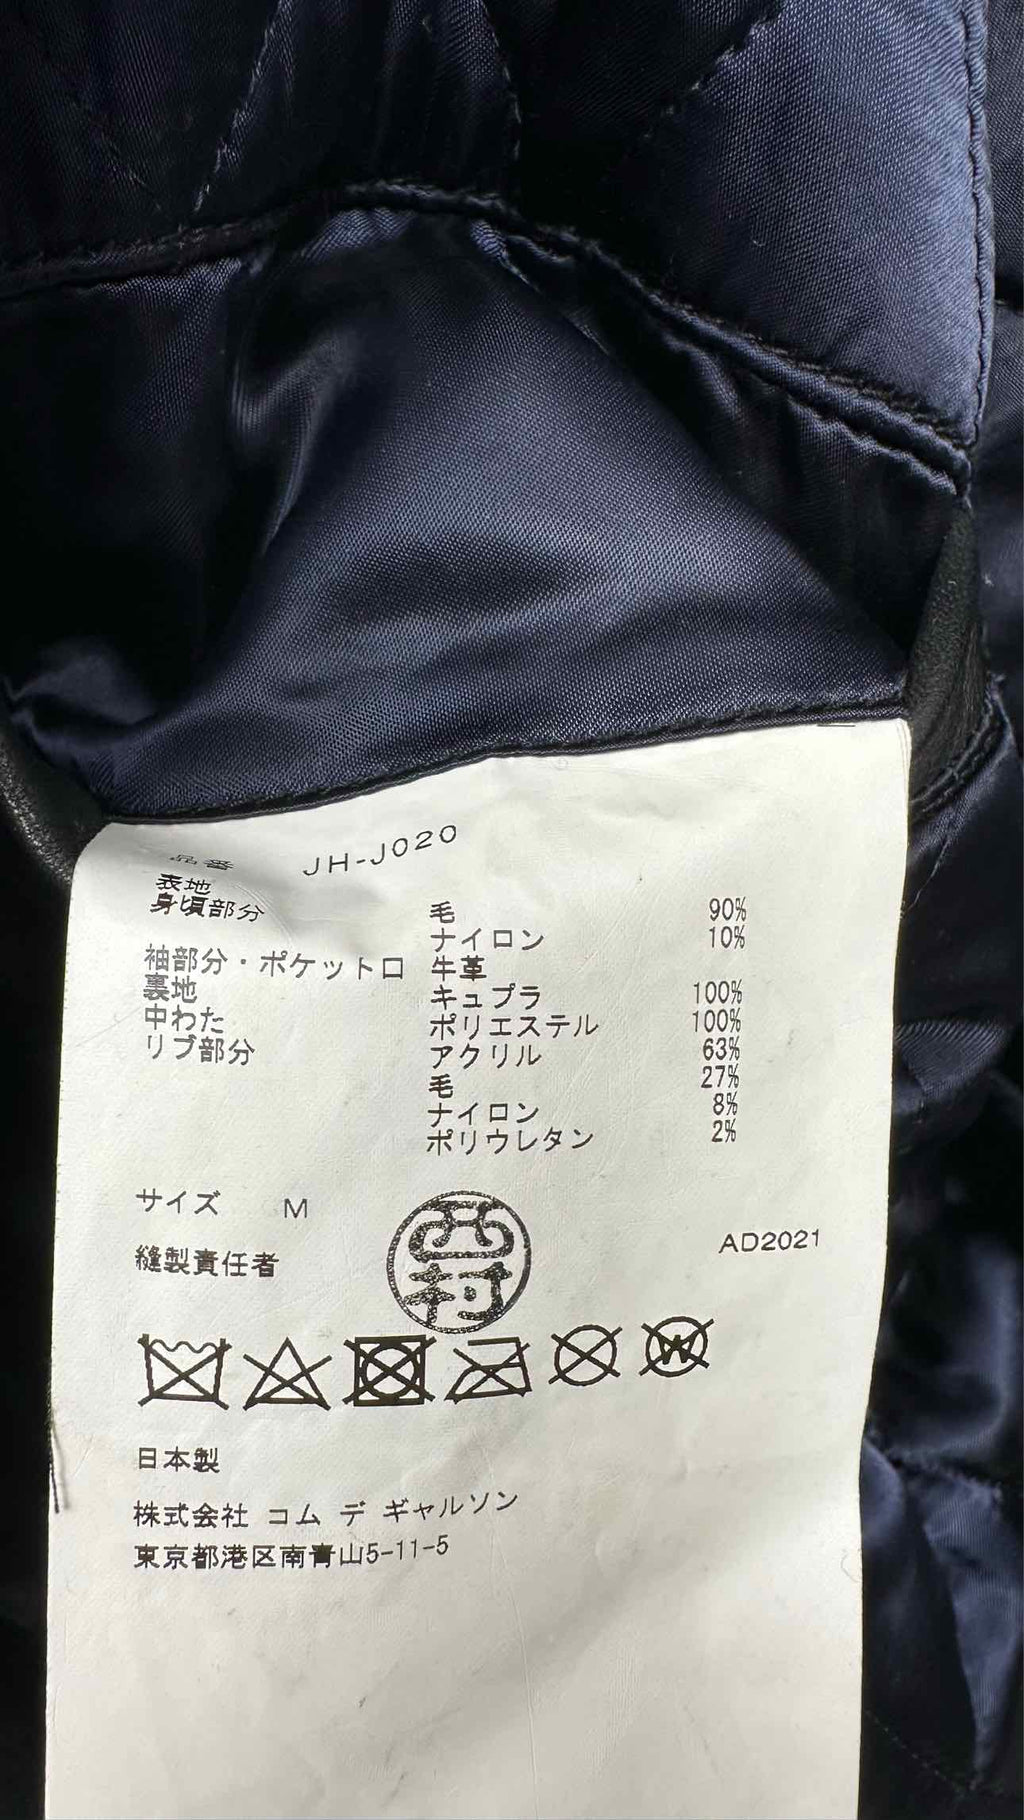 品番 JH-J020
表地
身頃部分 毛 90%
ナイロン 10%
袖部分・ポケット口 牛革
裏地 キュプラ 100%
中わた ポリエステル 100%
リブ部分 アクリル 63%
毛 27%
ナイロン 8%
ポリウレタン 2%
サイズ M
西村
縫製責任者 AD2021
W
日本製
株式会社 コム デ ギャルソン
東京都港区南青山5-11-5